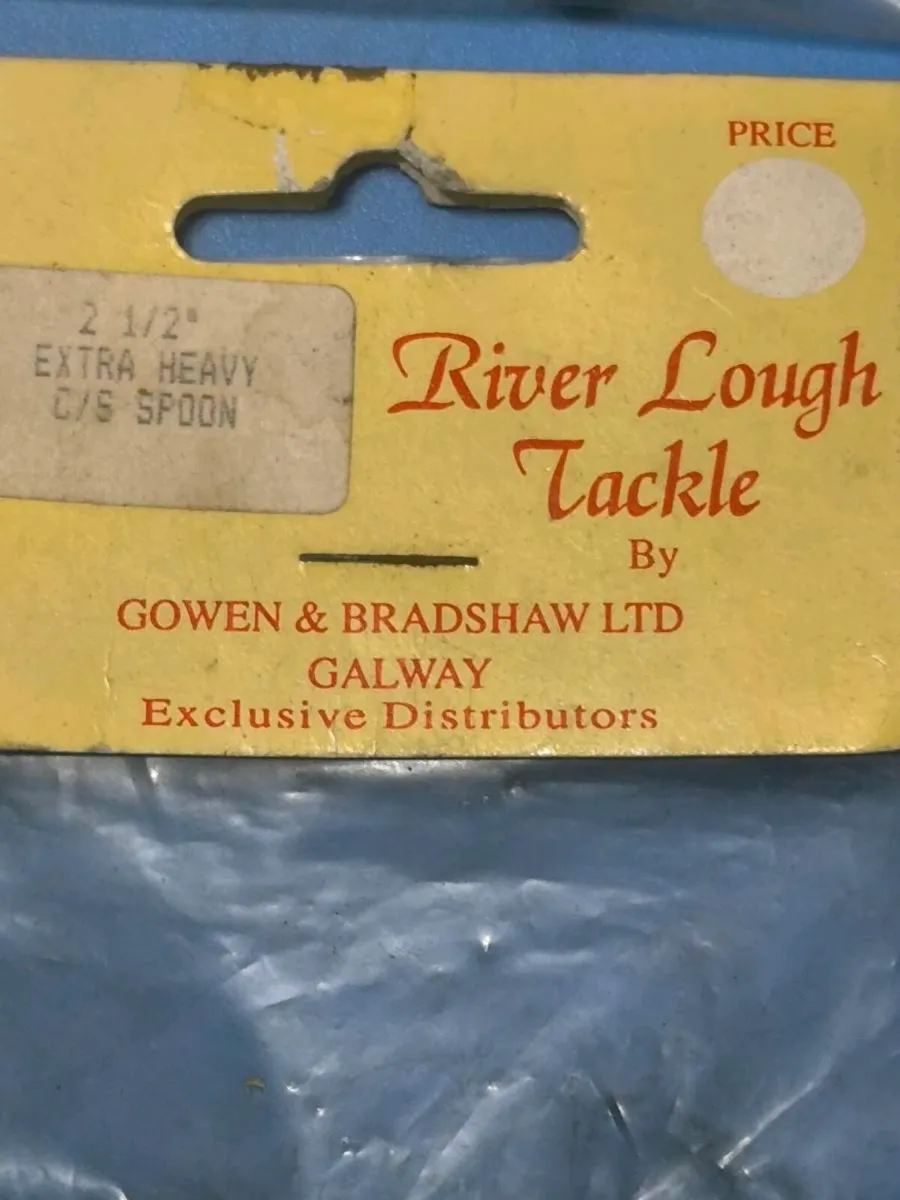 PRICE
2 1/2"
EXTRA HEAVY
C/S SPOON
River Lough
Tackle
By
GOWEN & BRADSHAW LTD
GALWAY
Exclusive Distributors